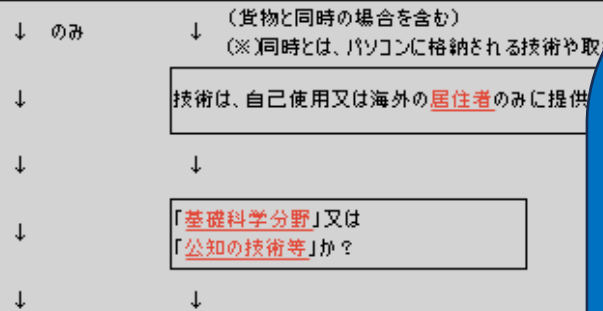 ↓ のみ ↓ (貨物と同時の場合を含む)
(※)同時とは、パソコンに格納される技術や取
↓ 技術は、自己使用又は海外の居住者のみに提供
↓ ↓
↓ 「基礎科学分野」又は
「公知の技術等」か?
↓ ↓